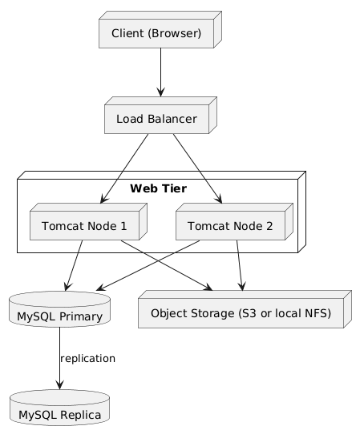 Client (Browser)
Load Balancer
Web Tier
Tomcat Node 1
Tomcat Node 2
MySQL Primary
Object Storage (S3 or local NFS)
replication
MySQL Replica